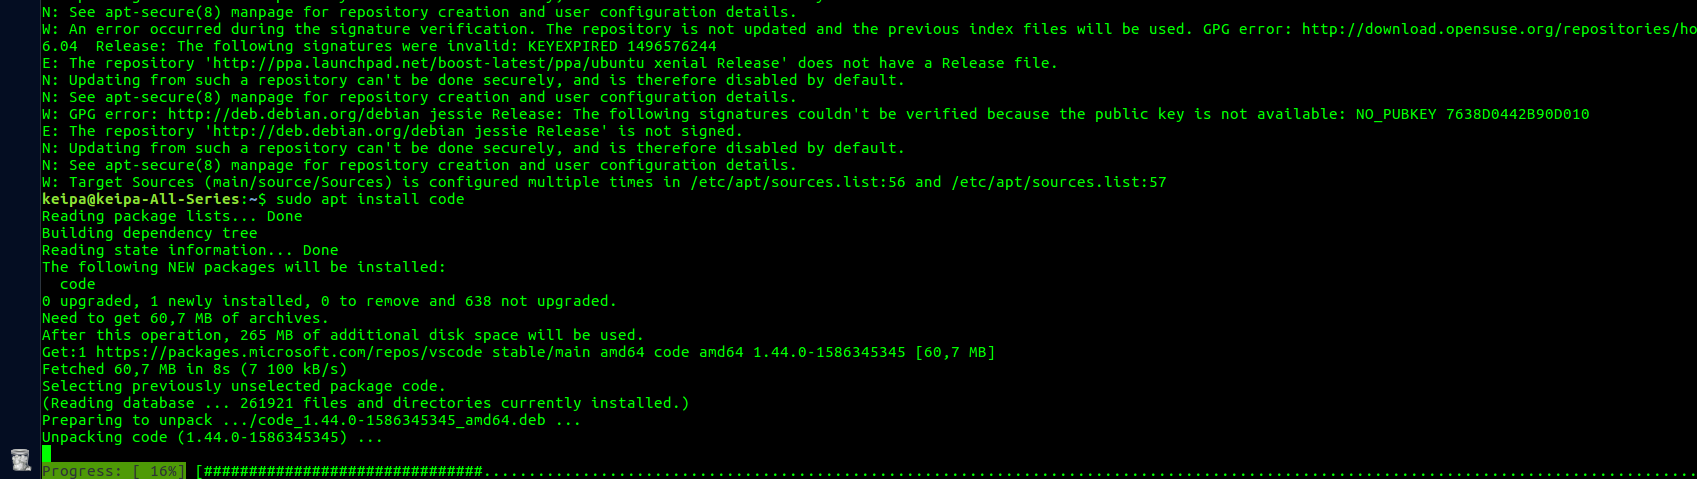 N: See apt-secure(8) manpage for repository creation and user configuration details.
W: An error occurred during the signature verification. The repository is not updated and the previous index files will be used. GPG error: http://download.opensuse.org/repositories/ho
6.04  Release: The following signatures were invalid: KEYEXPIRED 1496576244
E: The repository 'http://ppa.launchpad.net/boost-latest/ppa/ubuntu xenial Release' does not have a Release file.
N: Updating from such a repository can't be done securely, and is therefore disabled by default.
N: See apt-secure(8) manpage for repository creation and user configuration details.
W: GPG error: http://deb.debian.org/debian jessie Release: The following signatures couldn't be verified because the public key is not available: NO_PUBKEY 7638D0442B90D010
E: The repository 'http://deb.debian.org/debian jessie Release' is not signed.
N: Updating from such a repository can't be done securely, and is therefore disabled by default.
N: See apt-secure(8) manpage for repository creation and user configuration details.
W: Target Sources (main/source/Sources) is configured multiple times in /etc/apt/sources.list:56 and /etc/apt/sources.list:57
keipa@keipa-All-Series:~$ sudo apt install code
Reading package lists... Done
Building dependency tree
Reading state information... Done
The following NEW packages will be installed:
  code
0 upgraded, 1 newly installed, 0 to remove and 638 not upgraded.
Need to get 60,7 MB of archives.
After this operation, 265 MB of additional disk space will be used.
Get:1 https://packages.microsoft.com/repos/vscode stable/main amd64 code amd64 1.44.0-1586345345 [60,7 MB]
Fetched 60,7 MB in 8s (7 100 kB/s)
Selecting previously unselected package code.
(Reading database ... 261921 files and directories currently installed.)
Preparing to unpack .../code_1.44.0-1586345345_amd64.deb ...
Unpacking code (1.44.0-1586345345) ...
Progress: [ 16%] [###############################.......................................................................................................................................